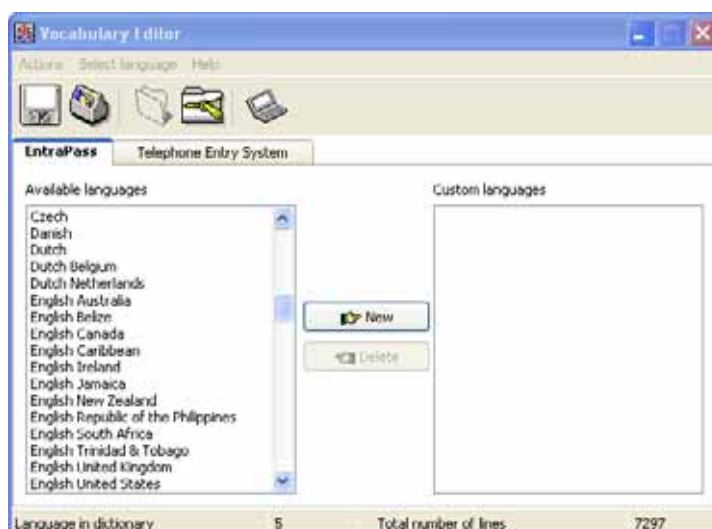 Vocabulary Editor
Actions Select language Help
EntraPass Telephone Entry System
Available languages Custom languages
Czech
Danish
Dutch
Dutch Belgium
Dutch Netherlands
English Australia
English Belize
English Canada
English Caribbean
English Ireland
English Jamaica
English New Zealand
English Republic of the Philippines
English South Africa
English Trinidad & Tobago
English United Kingdom
English United States
New
Delete
Language in dictionary 5 Total number of lines 7297